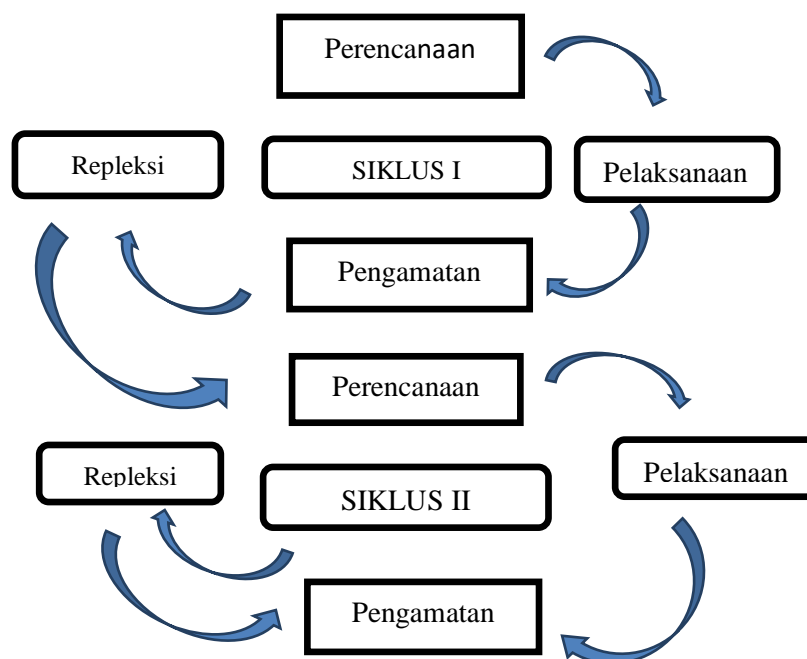 Perencanaan
Repleksi
SIKLUS I
Pelaksanaan
Pengamatan
Perencanaan
Repleksi
SIKLUS II
Pelaksanaan
Pengamatan